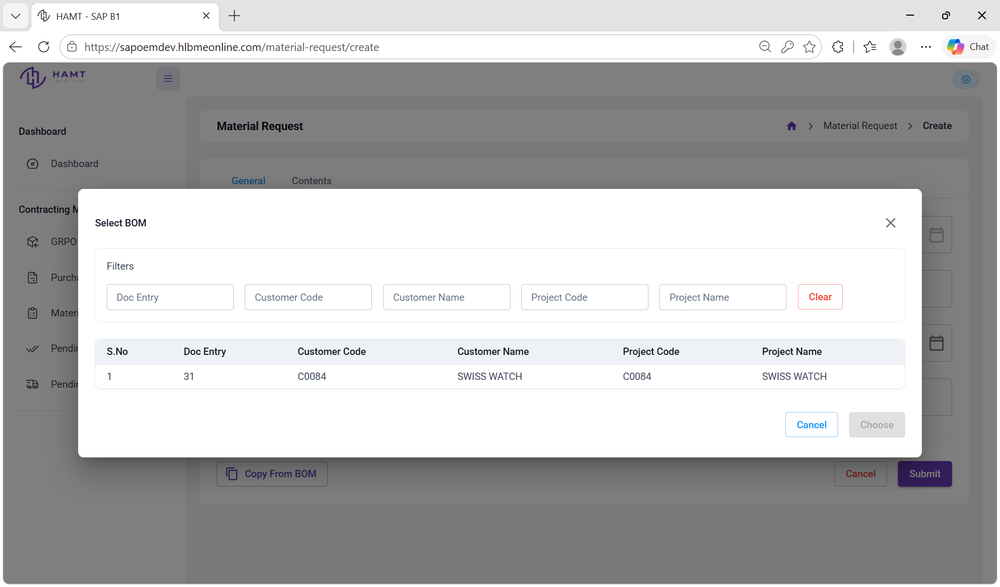 HAMT - SAP B1
https://sapoemdev.hlbmeonline.com/material-request/create
Chat
HAMT
INFOTECH
Material Request
Material Request
Create
Dashboard
Dashboard
General
Contents
Contracting M
GRPO
Purcha
Materi
Pendin
Pendin
Select BOM
Filters
Doc Entry
Customer Code
Customer Name
Project Code
Project Name
Clear
S.No Doc Entry Customer Code Customer Name Project Code Project Name
1 31 C0084 SWISS WATCH C0084 SWISS WATCH
Cancel
Choose
Copy From BOM
Cancel
Submit